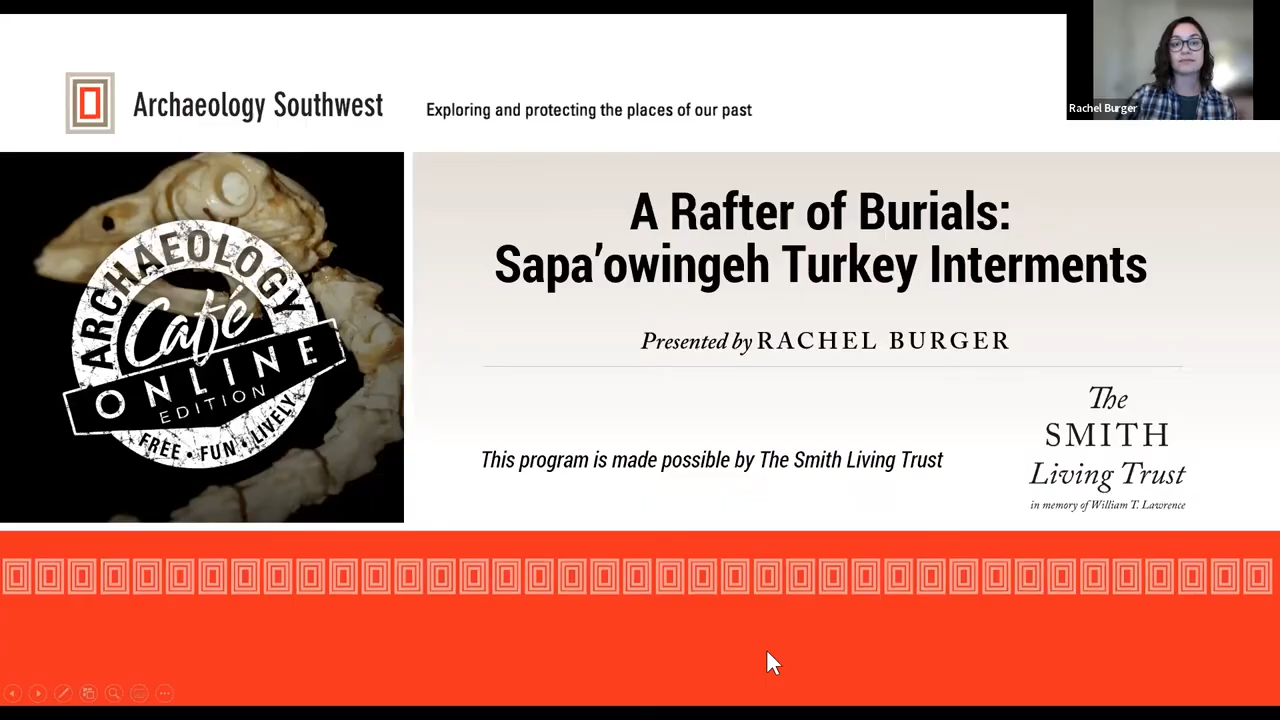 Archaeology Southwest
Exploring and protecting the places of our past
Rachel Burger
ARCHAEOLOGY
Café
ONLINE
EDITION
FREE • FUN • LIVELY
A Rafter of Burials:
Sapa’owingeh Turkey Interments
Presented by RACHEL BURGER
This program is made possible by The Smith Living Trust
The
SMITH
Living Trust
in memory of William T. Lawrence